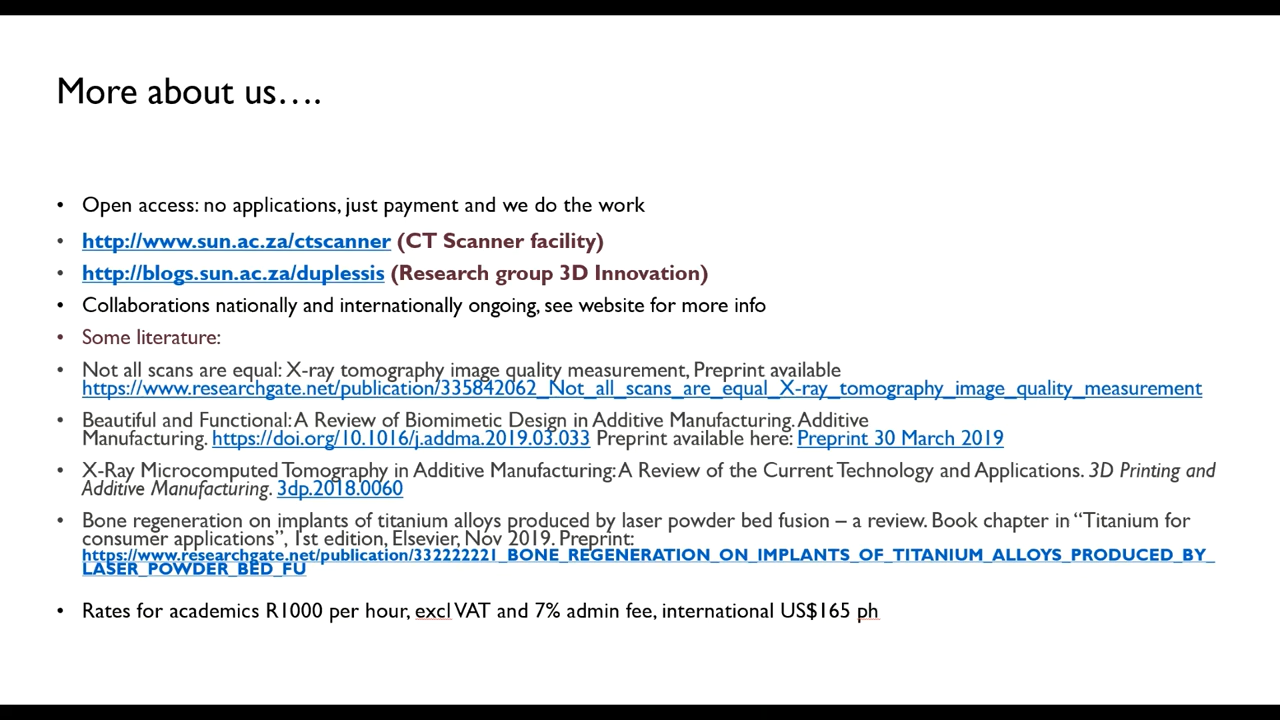 More about us….
• Open access: no applications, just payment and we do the work
• http://www.sun.ac.za/ctscanner (CT Scanner facility)
• http://blogs.sun.ac.za/duplessis (Research group 3D Innovation)
• Collaborations nationally and internationally ongoing, see website for more info
• Some literature:
• Not all scans are equal: X-ray tomography image quality measurement, Preprint available
https://www.researchgate.net/publication/335842062_Not_all_scans_are_equal_X-ray_tomography_image_quality_measurement
• Beautiful and Functional: A Review of Biomimetic Design in Additive Manufacturing. Additive
Manufacturing. https://doi.org/10.1016/j.addma.2019.03.033 Preprint available here: Preprint 30 March 2019
• X-Ray Microcomputed Tomography in Additive Manufacturing: A Review of the Current Technology and Applications. 3D Printing and
Additive Manufacturing. 3dp.2018.0060
• Bone regeneration on implants of titanium alloys produced by laser powder bed fusion – a review. Book chapter in “Titanium for
consumer applications”, 1st edition, Elsevier, Nov 2019. Preprint:
https://www.researchgate.net/publication/332222221_BONE_REGENERATION_ON_IMPLANTS_OF_TITANIUM_ALLOYS_PRODUCED_BY_
LASER_POWDER_BED_FU
• Rates for academics R1000 per hour, excl VAT and 7% admin fee, international US$165 ph